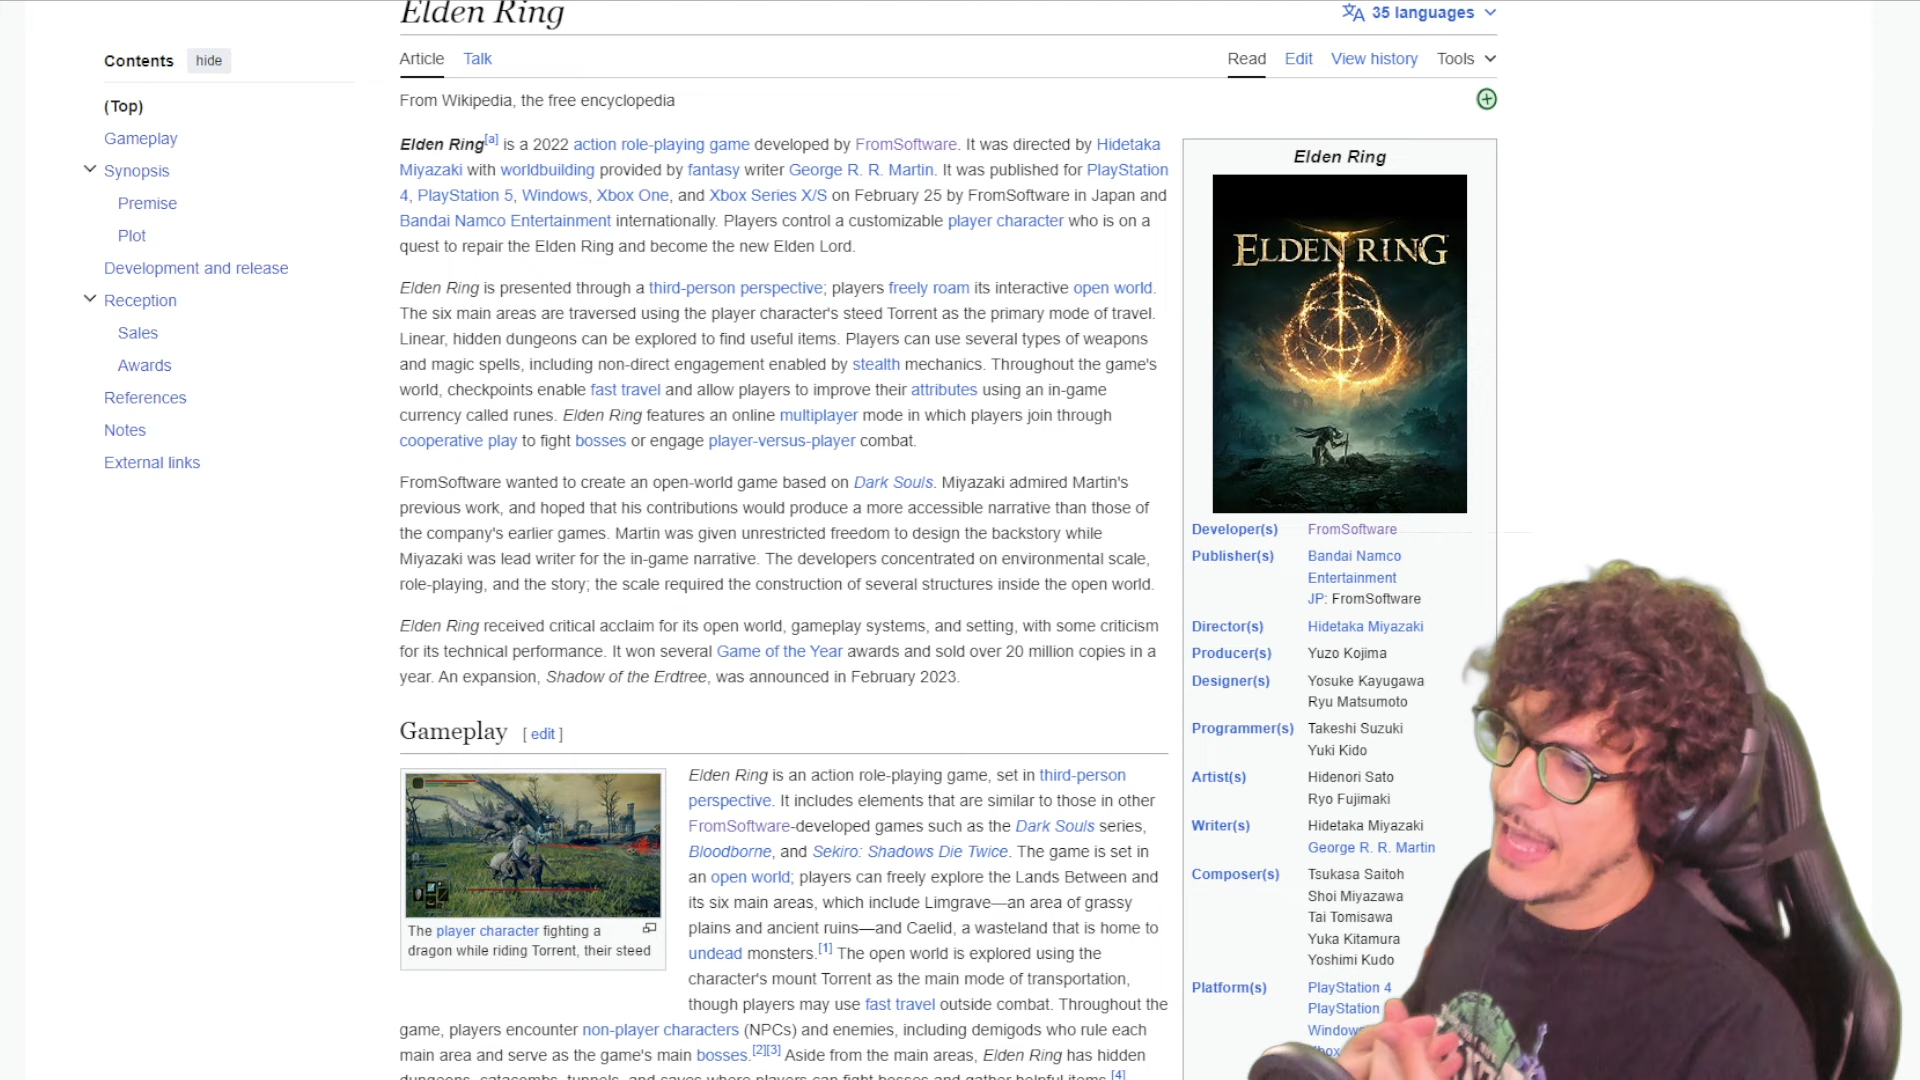 Elden Ring
35 languages
Contents hide
Article Talk
Read Edit View history Tools
(Top)
Gameplay
Synopsis
Premise
Plot
Development and release
Reception
Sales
Awards
References
Notes
External links
From Wikipedia, the free encyclopedia
Elden Ring[a] is a 2022 action role-playing game developed by FromSoftware. It was directed by Hidetaka
Miyazaki with worldbuilding provided by fantasy writer George R. R. Martin. It was published for PlayStation
4, PlayStation 5, Windows, Xbox One, and Xbox Series X/S on February 25 by FromSoftware in Japan and
Bandai Namco Entertainment internationally. Players control a customizable player character who is on a
quest to repair the Elden Ring and become the new Elden Lord.
Elden Ring is presented through a third-person perspective; players freely roam its interactive open world.
The six main areas are traversed using the player character's steed Torrent as the primary mode of travel.
Linear, hidden dungeons can be explored to find useful items. Players can use several types of weapons
and magic spells, including non-direct engagement enabled by stealth mechanics. Throughout the game's
world, checkpoints enable fast travel and allow players to improve their attributes using an in-game
currency called runes. Elden Ring features an online multiplayer mode in which players join through
cooperative play to fight bosses or engage player-versus-player combat.
FromSoftware wanted to create an open-world game based on Dark Souls. Miyazaki admired Martin's
previous work, and hoped that his contributions would produce a more accessible narrative than those of
the company's earlier games. Martin was given unrestricted freedom to design the backstory while
Miyazaki was lead writer for the in-game narrative. The developers concentrated on environmental scale,
role-playing, and the story; the scale required the construction of several structures inside the open world.
Elden Ring received critical acclaim for its open world, gameplay systems, and setting, with some criticism
for its technical performance. It won several Game of the Year awards and sold over 20 million copies in a
year. An expansion, Shadow of the Erdtree, was announced in February 2023.
Gameplay [ edit ]
The player character fighting a
dragon while riding Torrent, their steed
Elden Ring is an action role-playing game, set in third-person
perspective. It includes elements that are similar to those in other
FromSoftware-developed games such as the Dark Souls series,
Bloodborne, and Sekiro: Shadows Die Twice. The game is set in
an open world; players can freely explore the Lands Between and
its six main areas, which include Limgrave—an area of grassy
plains and ancient ruins—and Caelid, a wasteland that is home to
undead monsters.[1] The open world is explored using the
character's mount Torrent as the main mode of transportation,
though players may use fast travel outside combat. Throughout the
game, players encounter non-player characters (NPCs) and enemies, including demigods who rule each
main area and serve as the game's main bosses.[2][3] Aside from the main areas, Elden Ring has hidden
dungeons, catacombs, tunnels, and caves where players can fight bosses and gather helpful items.[4]
Elden Ring
ELDEN RING
Developer(s) FromSoftware
Publisher(s) Bandai Namco
Entertainment
JP: FromSoftware
Director(s) Hidetaka Miyazaki
Producer(s) Yuzo Kojima
Designer(s) Yosuke Kayugawa
Ryu Matsumoto
Programmer(s) Takeshi Suzuki
Yuki Kido
Artist(s) Hidenori Sato
Ryo Fujimaki
Writer(s) Hidetaka Miyazaki
George R. R. Martin
Composer(s) Tsukasa Saitoh
Shoi Miyazawa
Tai Tomisawa
Yuka Kitamura
Yoshimi Kudo
Platform(s) PlayStation 4
PlayStation
Windows